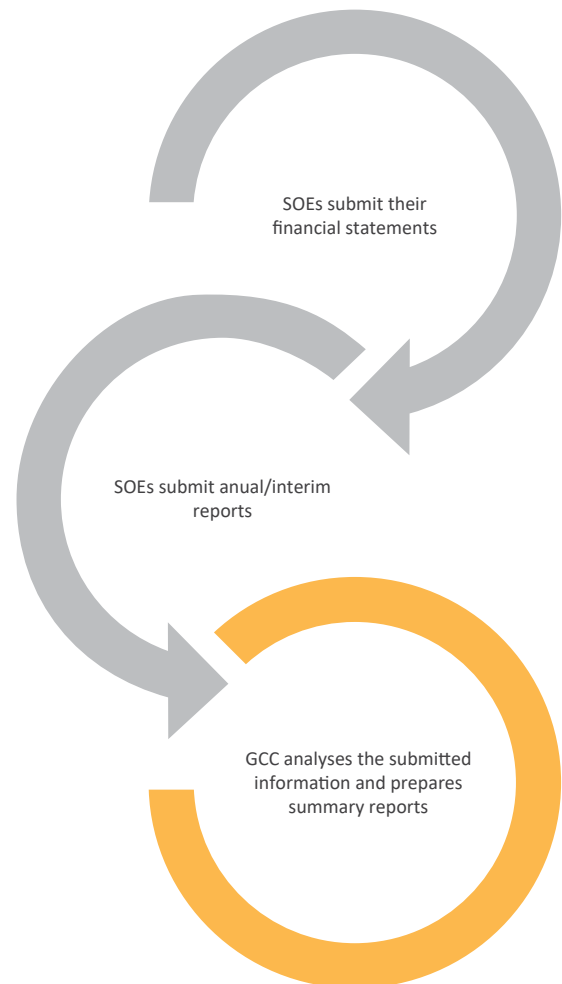 SOEs submit their
financial statements
SOEs submit anual/interim
reports
GCC analyses the submitted
information and prepares
summary reports